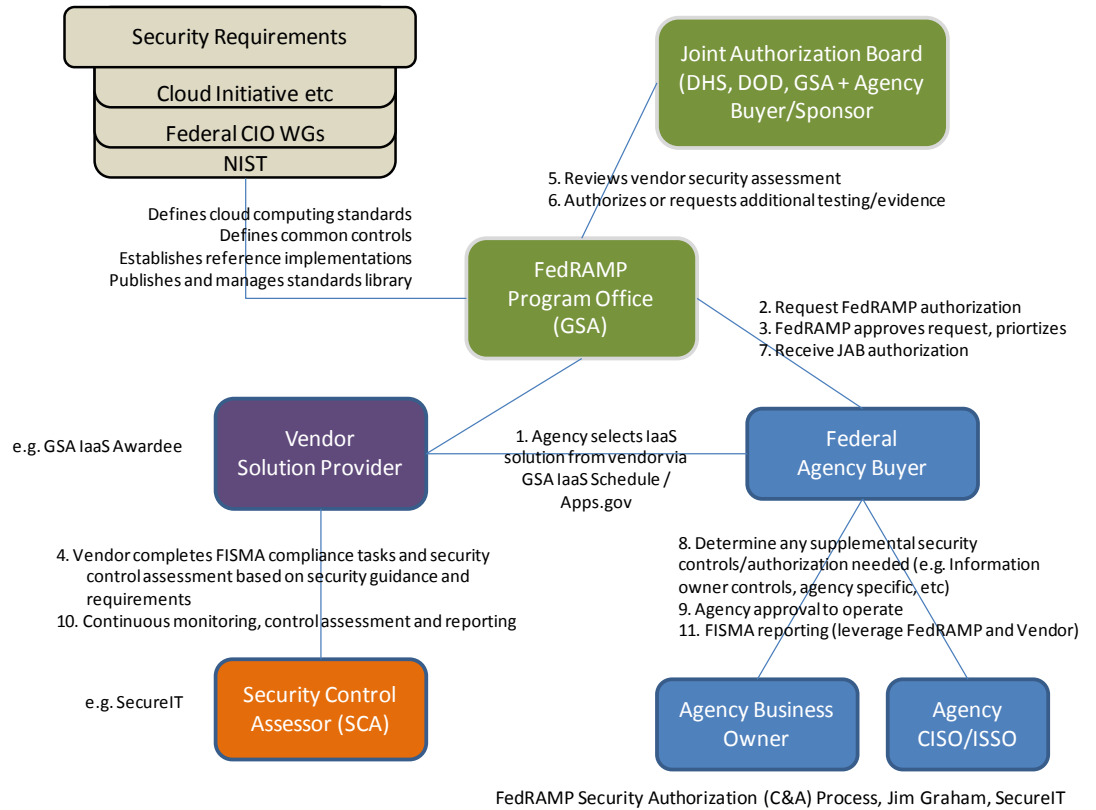 Security Requirements
Cloud Initiative etc
Federal CIO WGs
NIST
Joint Authorization Board
(DHS, DOD, GSA + Agency
Buyer/Sponsor
5. Reviews vendor security assessment
6. Authorizes or requests additional testing/evidence
Defines cloud computing standards
Defines common controls
Establishes reference implementations
Publishes and manages standards library
FedRAMP
Program Office
(GSA)
2. Request FedRAMP authorization
3. FedRAMP approves request, priortizes
7. Receive JAB authorization
e.g. GSA IaaS Awardee
Vendor
Solution Provider
1. Agency selects IaaS
solution from vendor via
GSA IaaS Schedule /
Apps.gov
Federal
Agency Buyer
4. Vendor completes FISMA compliance tasks and security
control assessment based on security guidance and
requirements
10. Continuous monitoring, control assessment and reporting
8. Determine any supplemental security
controls/authorization needed (e.g. Information
owner controls, agency specific, etc)
9. Agency approval to operate
11. FISMA reporting (leverage FedRAMP and Vendor)
e.g. SecureIT
Security Control
Assessor (SCA)
Agency Business
Owner
Agency
CISO/ISSO
FedRAMP Security Authorization (C&A) Process, Jim Graham, SecureIT